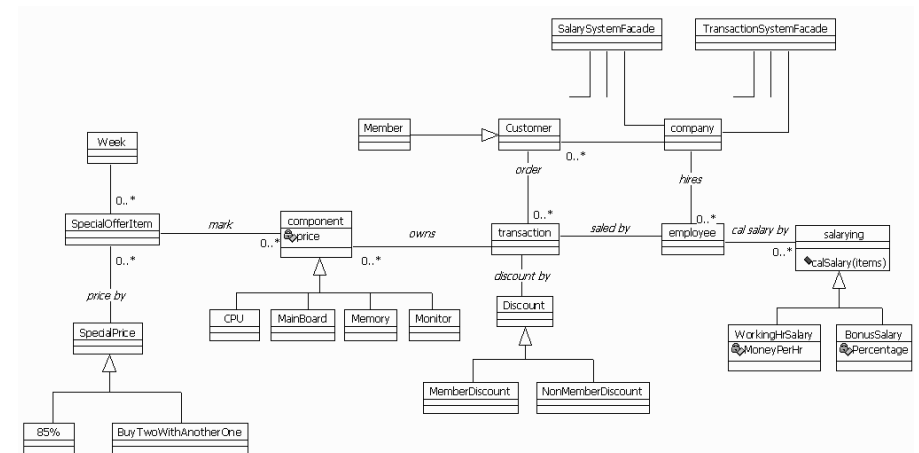 SalarySystemFacade
TransactionSystemFacade
Member
Customer
company
Week
0..*
order
hires
0..*
SpecialOfferItem
mark
component
price
0..*
owns
0..*
0..*
transaction
saled by
0..*
employee
cal salary by
0..*
salarying
calSalary(items)
0..*
price by
discount by
CPU
MainBoard
Memory
Monitor
Discount
SpecialPrice
WorkingHrSalary
MoneyPerHr
BonusSalary
Percentage
MemberDiscount
NonMemberDiscount
85%
BuyTwoWithAnotherOne